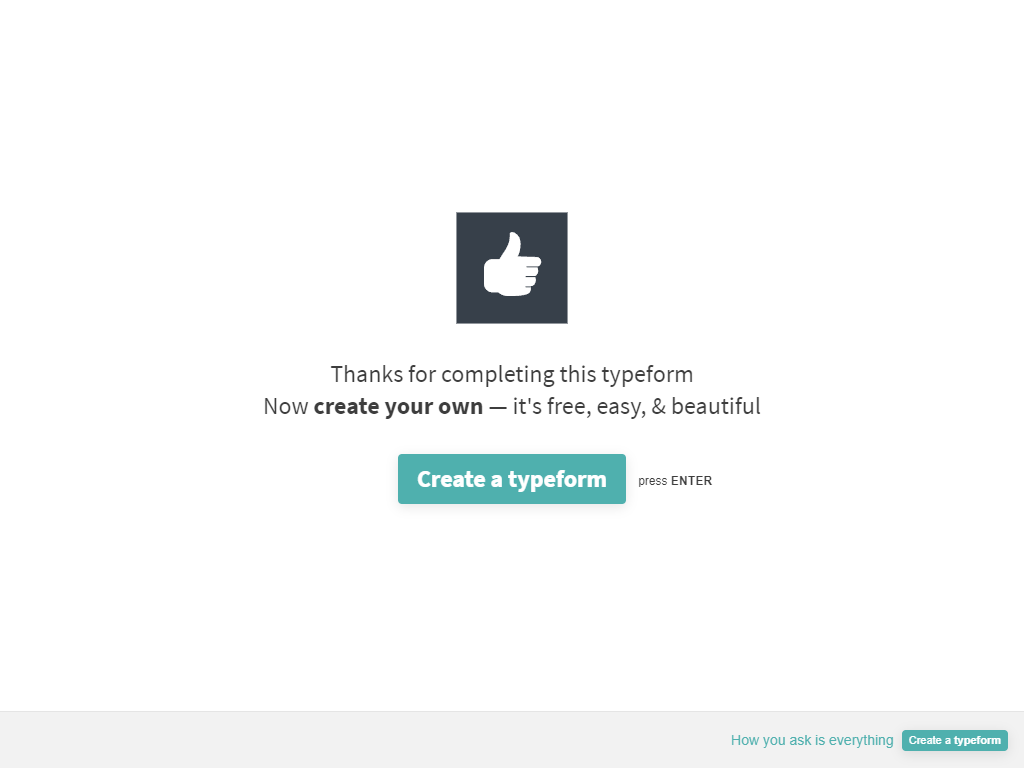 Thanks for completing this typeform
Now create your own — it's free, easy, & beautiful
Create a typeform
press ENTER
How you ask is everything
Create a typeform